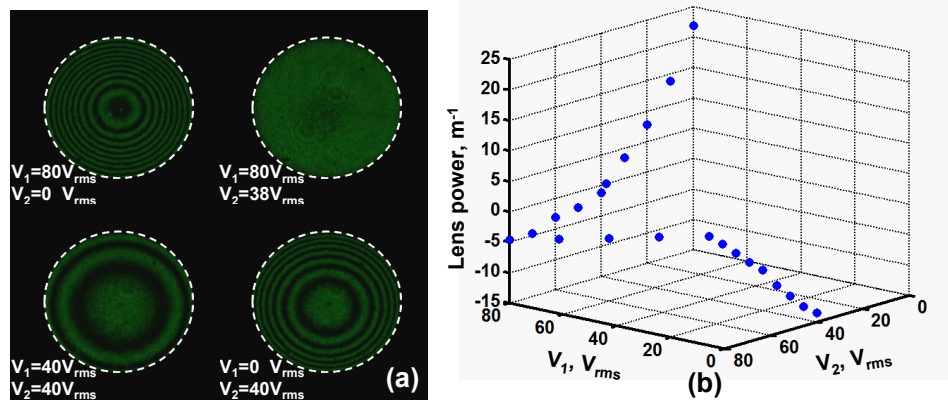 V1=80Vrms
V2=0 Vrms
V1=80Vrms
V2=38Vrms
V1=40Vrms
V2=40Vrms
V1=0 Vrms
V2=40Vrms
(a)
Lens power, m-1
25
20
15
10
5
0
-5
-10
-15
80
60
40
20
0
V1, Vrms
80
60
40
20
0
V2, Vrms
(b)